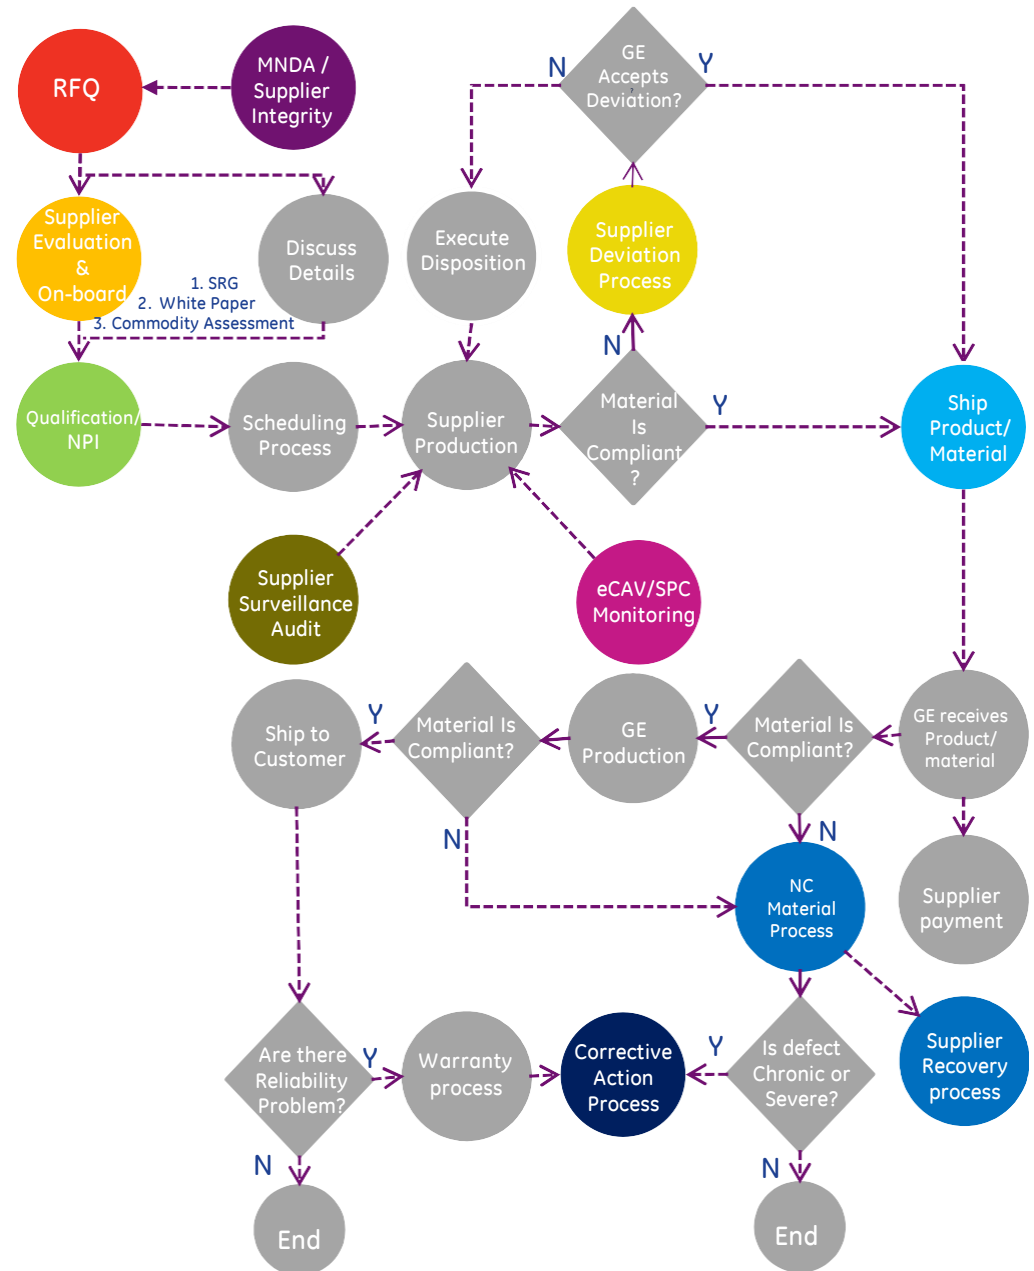 RFQ
MNDA /
Supplier
Integrity
N
GE
Accepts
Deviation?
,
Y
Supplier
Evaluation
&
On-board
Discuss
Details
1. SRG
2. White Paper
3. Commodity Assessment
Execute
Disposition
Supplier
Deviation
Process
N
Qualification/
NPI
Scheduling
Process
Supplier
Production
Material
Is
Compliant
?
Y
Ship
Product/
Material
Supplier
Surveillance
Audit
eCAV/SPC
Monitoring
Ship to
Customer
Y
Material Is
Compliant?
N
GE
Production
Y
Material Is
Compliant?
N
GE receives
Product/
material
NC
Material
Process
Supplier
payment
Are there
Reliability
Problem?
Y
Warranty
process
Corrective
Action
Process
Y
Is defect
Chronic or
Severe?
Supplier
Recovery
process
N
End
N
End